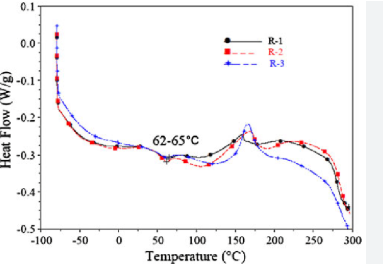 0.1
0.0
-0.1
-0.2
-0.3
-0.4
-0.5
Heat Flow (W/g)
R-1
R-2
R-3
62-65°C
-100 -50 0 50 100 150 200 250 300
Temperature (°C)